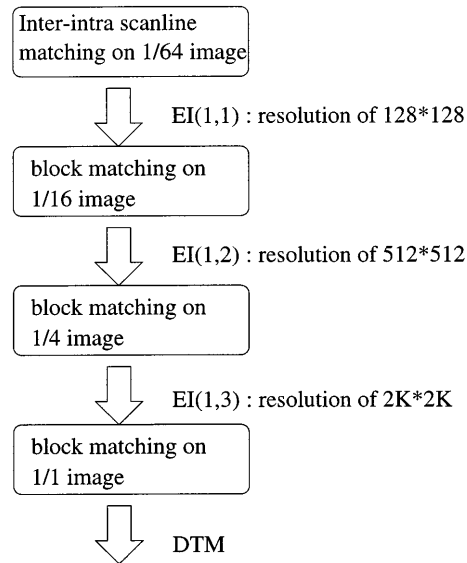 Inter-intra scanline
matching on 1/64 image
EI(1,1) : resolution of 128*128
block matching on
1/16 image
EI(1,2) : resolution of 512*512
block matching on
1/4 image
EI(1,3) : resolution of 2K*2K
block matching on
1/1 image
DTM